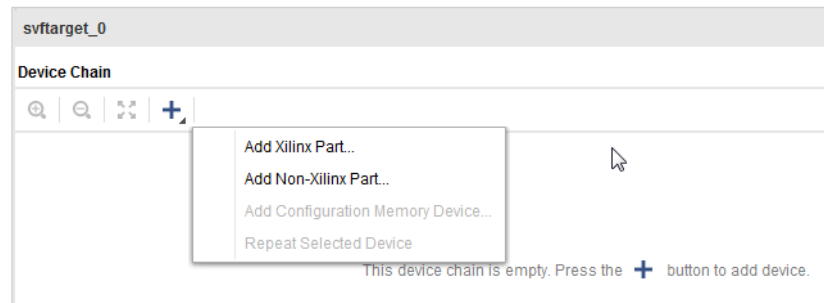 svftarget_0
Device Chain
Add Xilinx Part...
Add Non-Xilinx Part...
Add Configuration Memory Device...
Repeat Selected Device
This device chain is empty. Press the + button to add device.